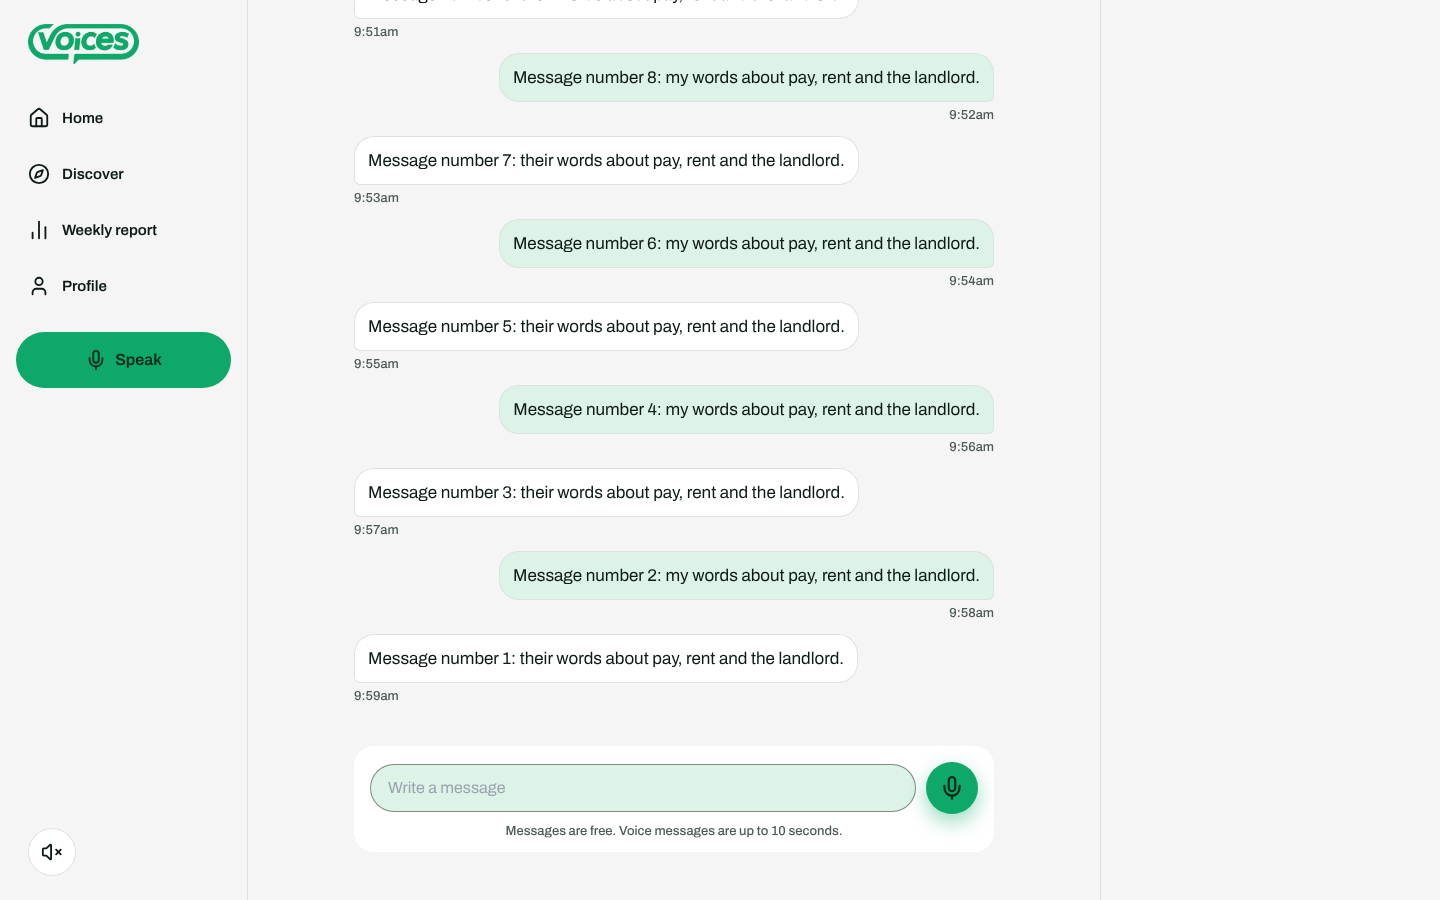 Voices
Home
Discover
Weekly report
Profile
Speak
9:51am
Message number 8: my words about pay, rent and the landlord.
9:52am
Message number 7: their words about pay, rent and the landlord.
9:53am
Message number 6: my words about pay, rent and the landlord.
9:54am
Message number 5: their words about pay, rent and the landlord.
9:55am
Message number 4: my words about pay, rent and the landlord.
9:56am
Message number 3: their words about pay, rent and the landlord.
9:57am
Message number 2: my words about pay, rent and the landlord.
9:58am
Message number 1: their words about pay, rent and the landlord.
9:59am
Write a message
Messages are free. Voice messages are up to 10 seconds.